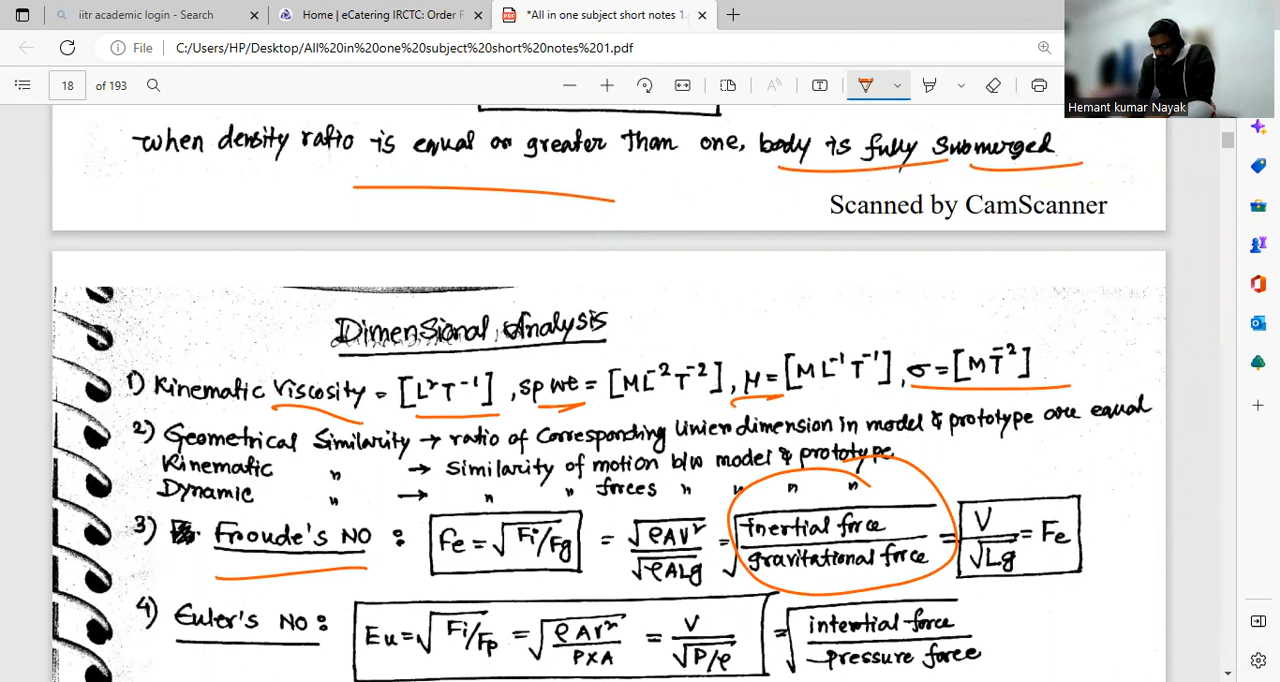 iitr academic login - Search
Home | eCatering IRCTC: Order F
*All in one subject short notes 1.
File C:/Users/HP/Desktop/All%20in%20one%20subject%20short%20notes%201.pdf
18 of 193
Hemant kumar Nayak
when density ratio is equal or greater than one, body is fully submerged
Scanned by CamScanner
Dimensional Analysis
1) Kinematic Viscosity = [L²T⁻¹], sp wt = [ML⁻²T⁻²], μ = [ML⁻¹T⁻¹], σ = [MT⁻²]
2) Geometrical Similarity → ratio of corresponding linier dimension in model & prototype are equal
Kinematic " → similarity of motion b/w model & prototype
Dynamic " → " " forces " " " "
3) Froude's NO : Fe = √Fi/Fg = √ρAV² / √ρALg = √inertial force / gravitational force = V / √Lg = Fe
4) Euler's NO : Eu = √Fi/Fp = √ρAV² / P×A = V / √P/ρ = √intertial force / pressure force